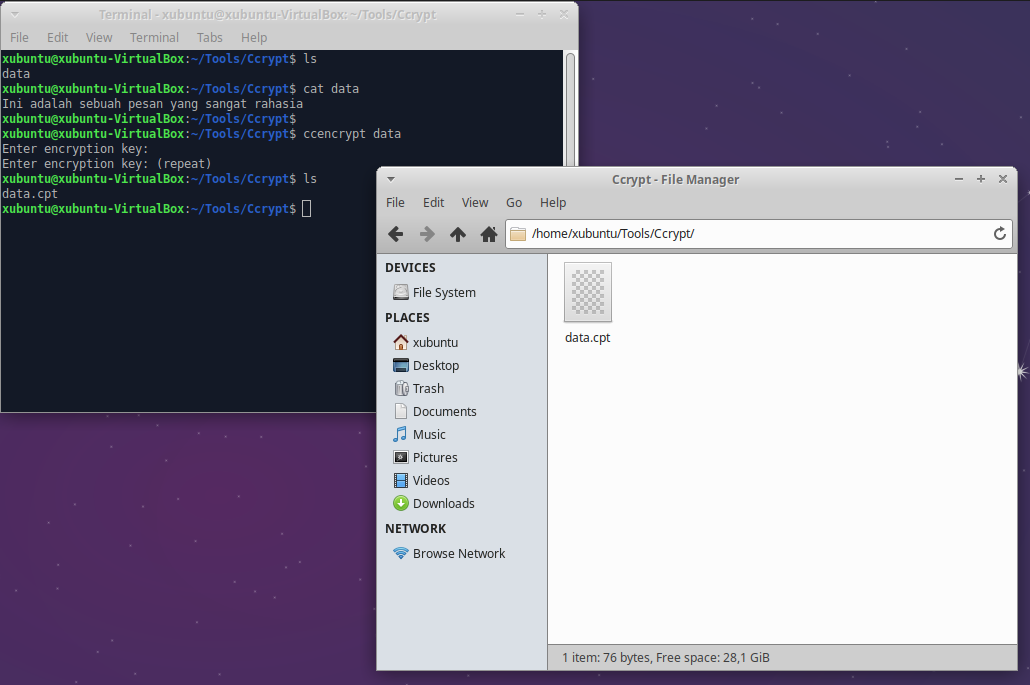 Terminal - xubuntu@xubuntu-VirtualBox: ~/Tools/Ccrypt
File Edit View Terminal Tabs Help
xubuntu@xubuntu-VirtualBox:~/Tools/Ccrypt$ ls
data
xubuntu@xubuntu-VirtualBox:~/Tools/Ccrypt$ cat data
Ini adalah sebuah pesan yang sangat rahasia
xubuntu@xubuntu-VirtualBox:~/Tools/Ccrypt$
xubuntu@xubuntu-VirtualBox:~/Tools/Ccrypt$ ccencrypt data
Enter encryption key:
Enter encryption key: (repeat)
xubuntu@xubuntu-VirtualBox:~/Tools/Ccrypt$ ls
data.cpt
xubuntu@xubuntu-VirtualBox:~/Tools/Ccrypt$
Ccrypt - File Manager
File Edit View Go Help
/home/xubuntu/Tools/Ccrypt/
DEVICES
File System
PLACES
xubuntu
Desktop
Trash
Documents
Music
Pictures
Videos
Downloads
NETWORK
Browse Network
data.cpt
1 item: 76 bytes, Free space: 28,1 GiB